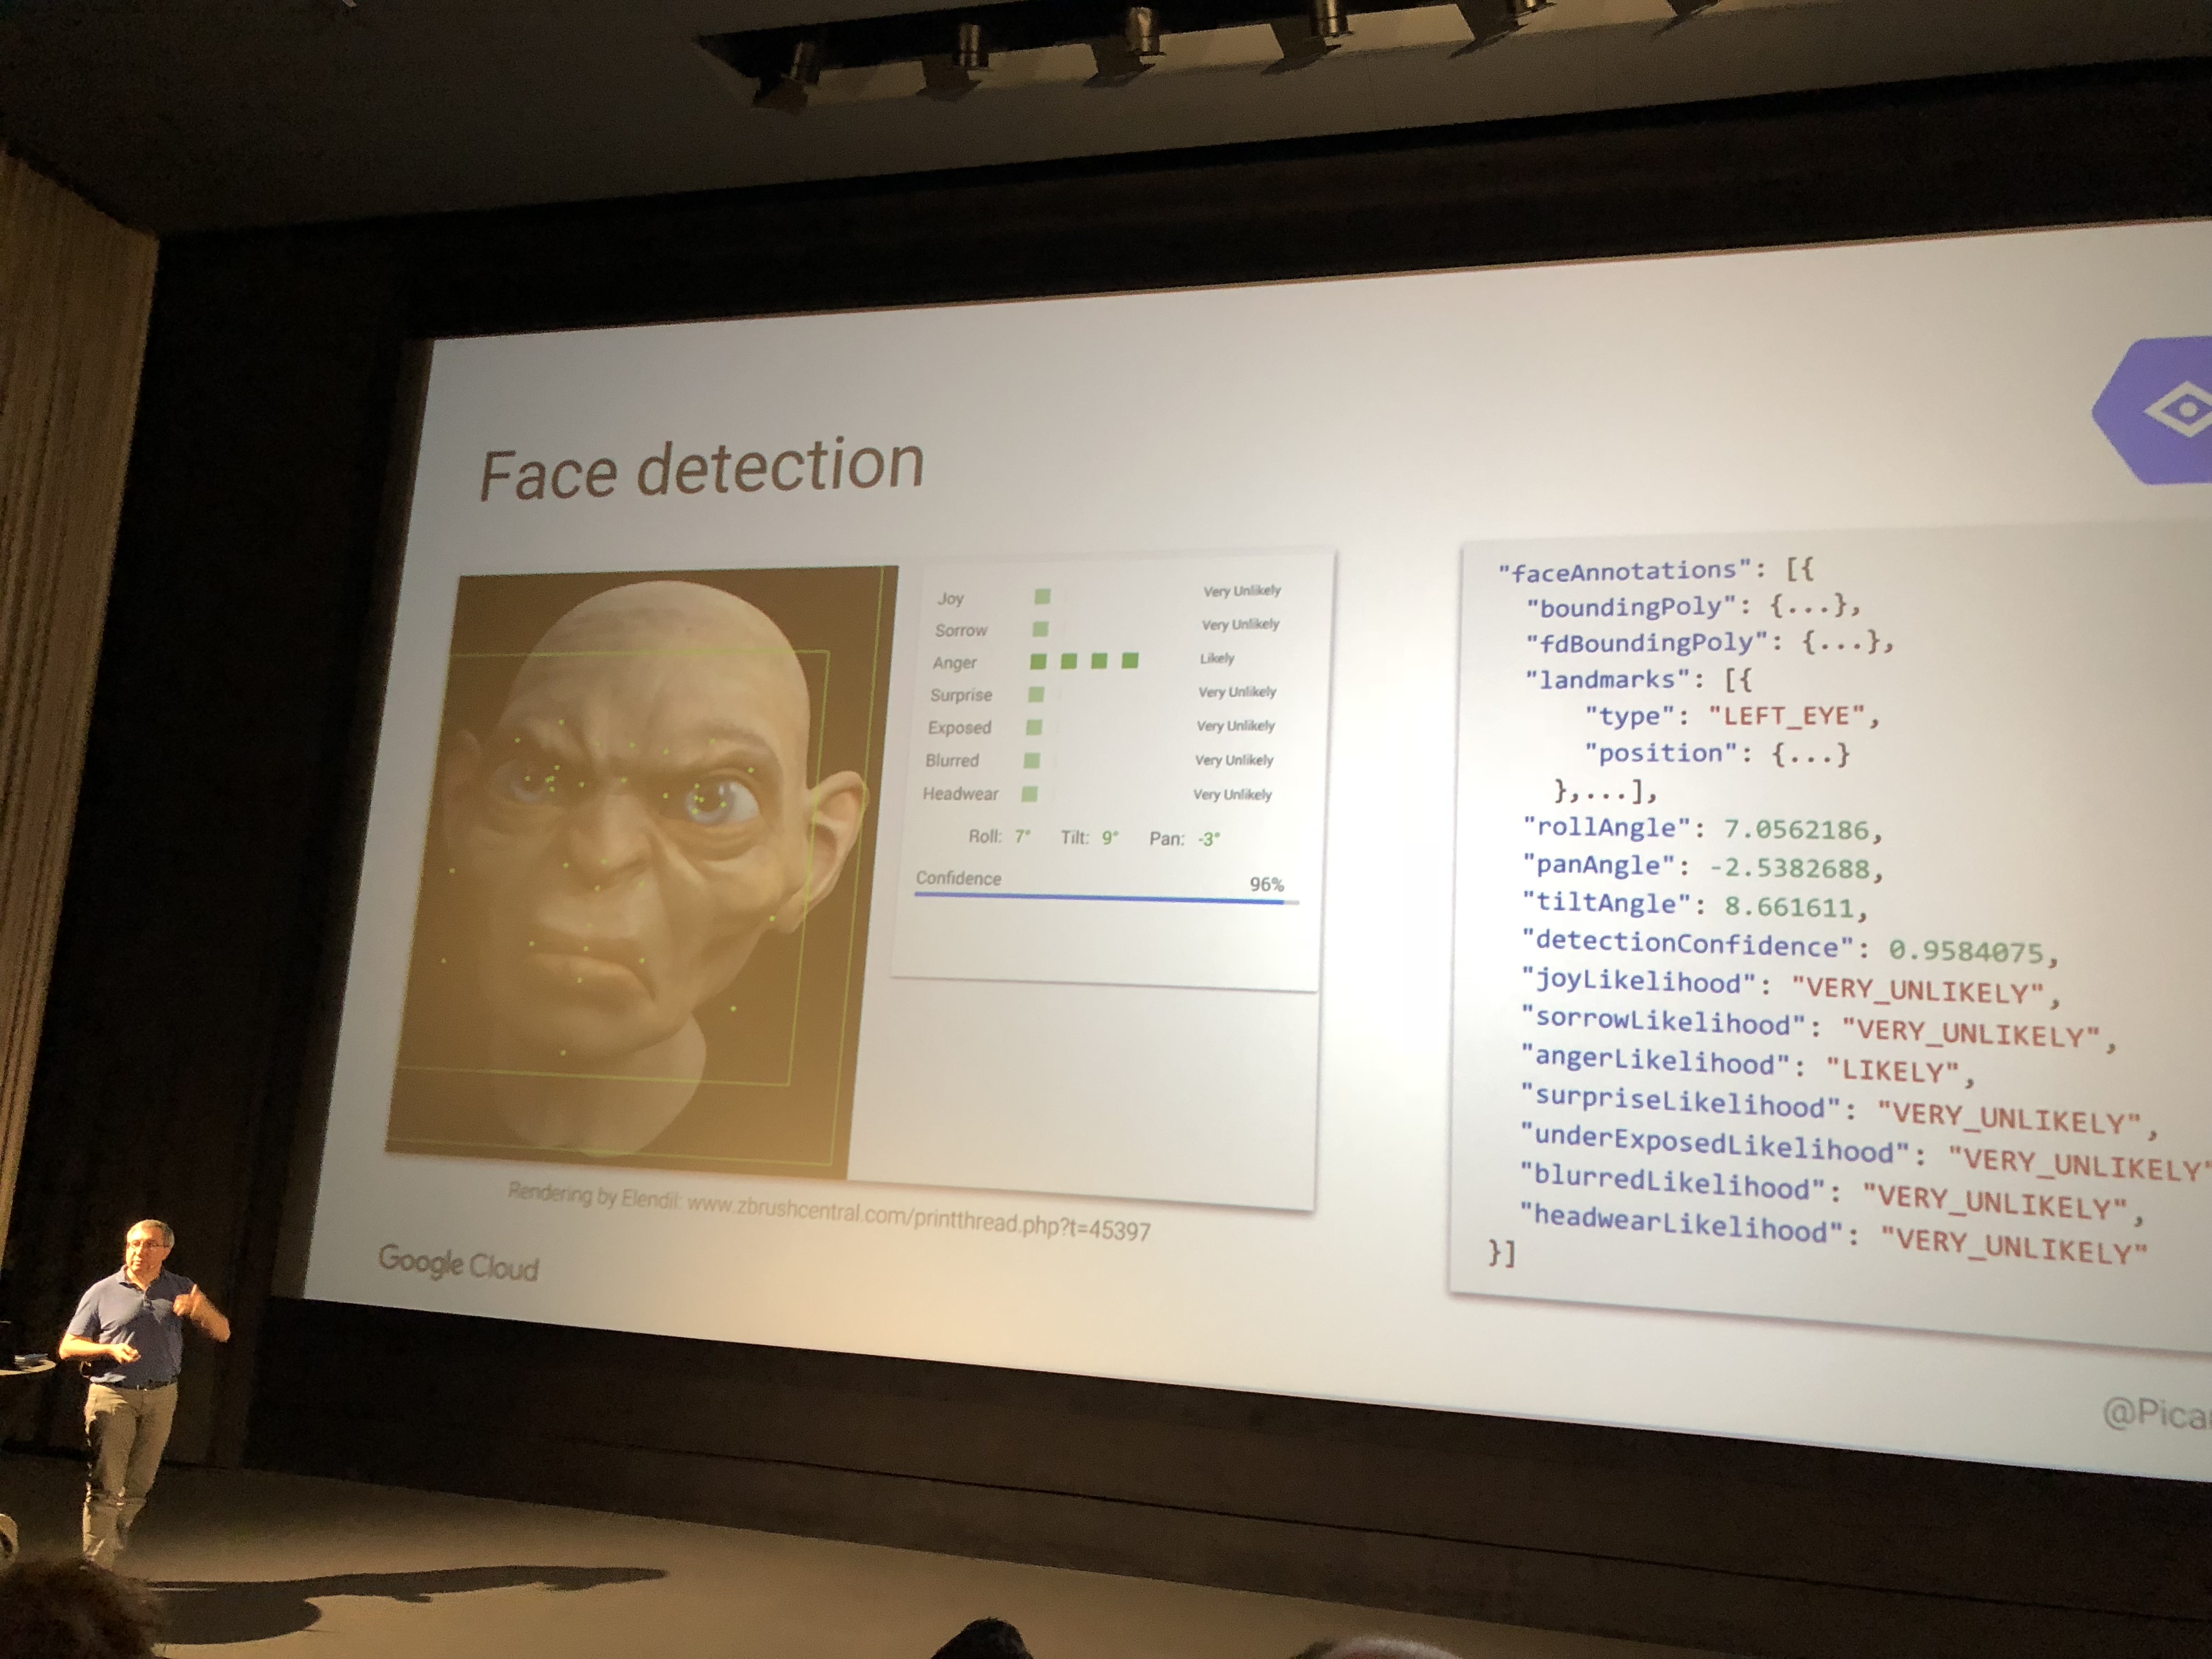 Face detection
Joy Very Unlikely
Sorrow Very Unlikely
Anger Likely
Surprise Very Unlikely
Exposed Very Unlikely
Blurred Very Unlikely
Headwear Very Unlikely
Roll: 7° Tilt: 9° Pan: -3°
Confidence 96%
Rendering by Elendil: www.zbrushcentral.com/printthread.php?t=45397
Google Cloud
"faceAnnotations": [{
"boundingPoly": {...},
"fdBoundingPoly": {...},
"landmarks": [{
"type": "LEFT_EYE",
"position": {...}
},...],
"rollAngle": 7.0562186,
"panAngle": -2.5382688,
"tiltAngle": 8.661611,
"detectionConfidence": 0.9584075,
"joyLikelihood": "VERY_UNLIKELY",
"sorrowLikelihood": "VERY_UNLIKELY",
"angerLikelihood": "LIKELY",
"surpriseLikelihood": "VERY_UNLIKELY",
"underExposedLikelihood": "VERY_UNLIKELY"
"blurredLikelihood": "VERY_UNLIKELY",
"headwearLikelihood": "VERY_UNLIKELY"
}]